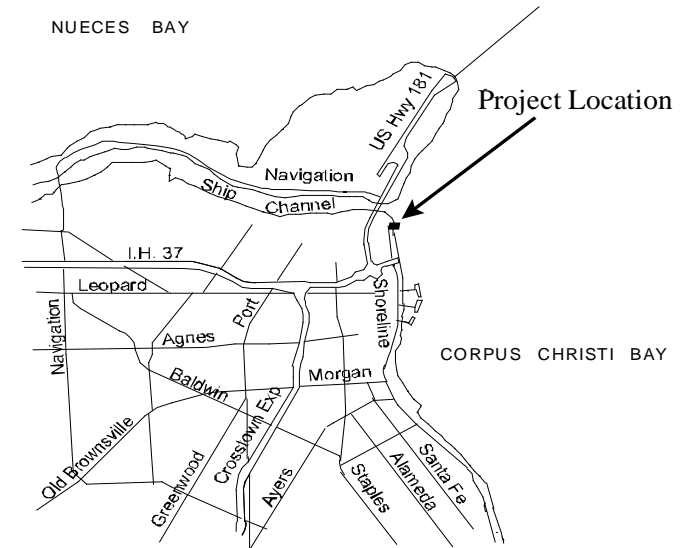 NUECES BAY
US Hwy 181
Project Location
Navigation
Ship Channel
I.H. 37
Leopard
Port
Shoreline
Navigation
Agnes
CORPUS CHRISTI BAY
Baldwin
Morgan
Old Brownsville
Greenwood
Crosstown Exp
Ayers
Staples
Alameda
Santa Fe